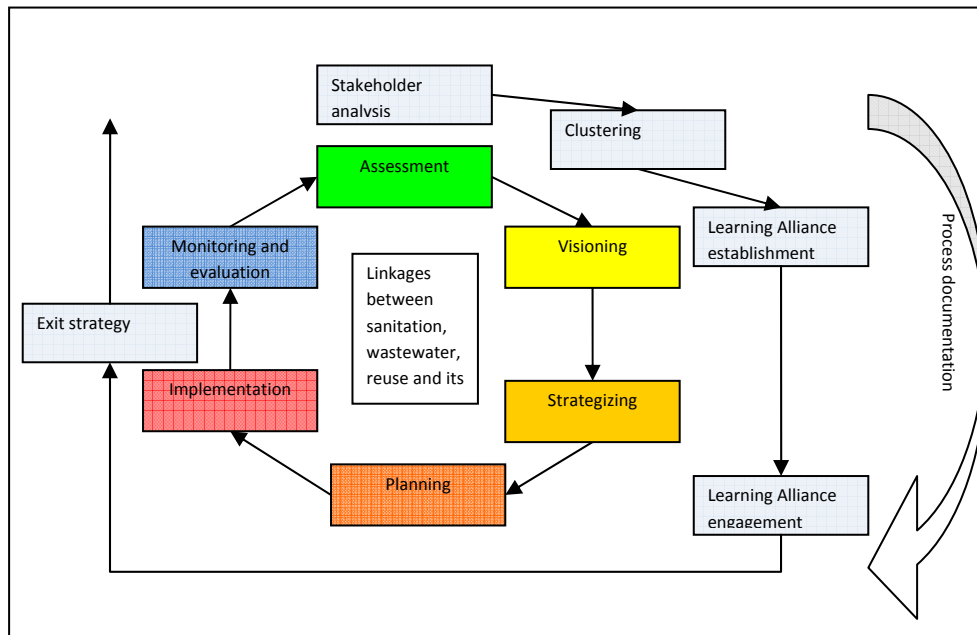 Stakeholder
analysis
Clustering
Assessment
Learning Alliance
establishment
Monitoring and
evaluation
Visioning
Linkages
between
sanitation,
wastewater,
reuse and its
Process documentation
Exit strategy
Implementation
Strategizing
Planning
Learning Alliance
engagement